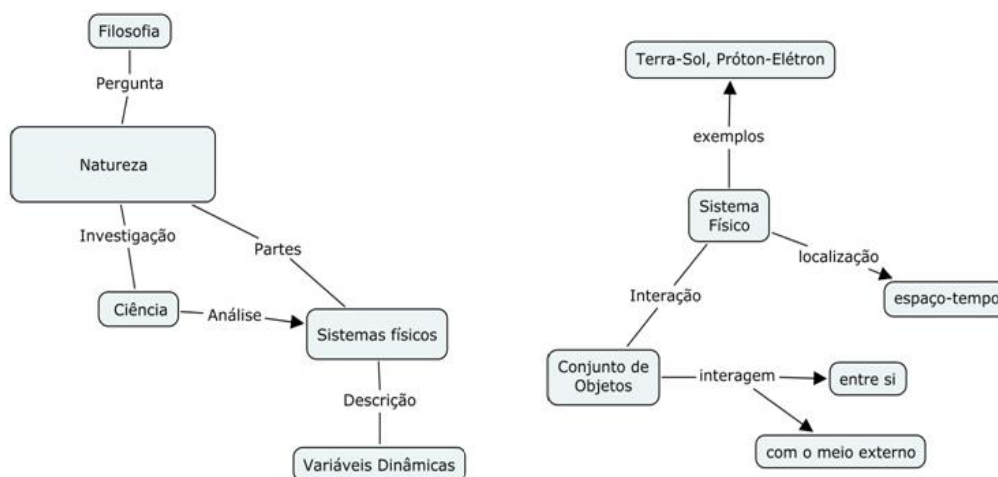 Filosofia
Pergunta
Natureza
Investigação
Partes
Ciência
Análise
Sistemas físicos
Descrição
Variáveis Dinâmicas
Terra-Sol, Próton-Elétron
exemplos
Sistema
Físico
localização
espaço-tempo
Interação
Conjunto de
Objetos
interagem
entre si
com o meio externo